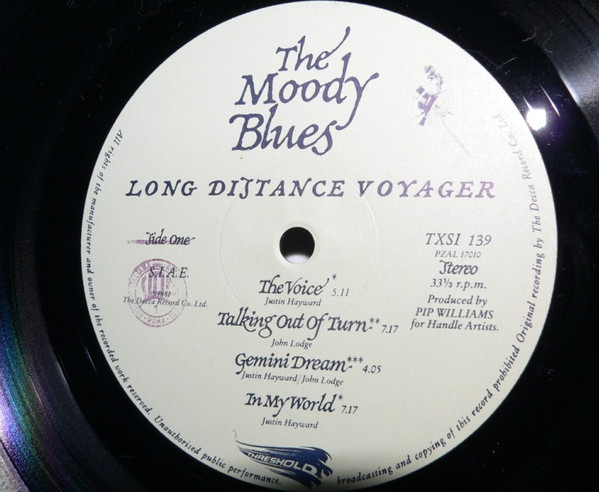 The
Moody
Blues
LONG DISTANCE VOYAGER
Side One
S.I.A.E.
The Decca Record Co. Ltd.
TXSI 139
PZAL 17010
Stereo
33⅓ r.p.m.
Produced by
PIP WILLIAMS
for Handle Artists.
The Voice* 5.11
Justin Hayward
Talking Out Of Turn** 7.17
John Lodge
Gemini Dream*** 4.05
Justin Hayward/John Lodge
In My World* 7.17
Justin Hayward
THRESHOLD
All rights of the manufacturer and owner of the recorded work reserved. Unauthorised public performance, broadcasting and copying of this record prohibited Original recording by The Decca Record Co. Ltd.